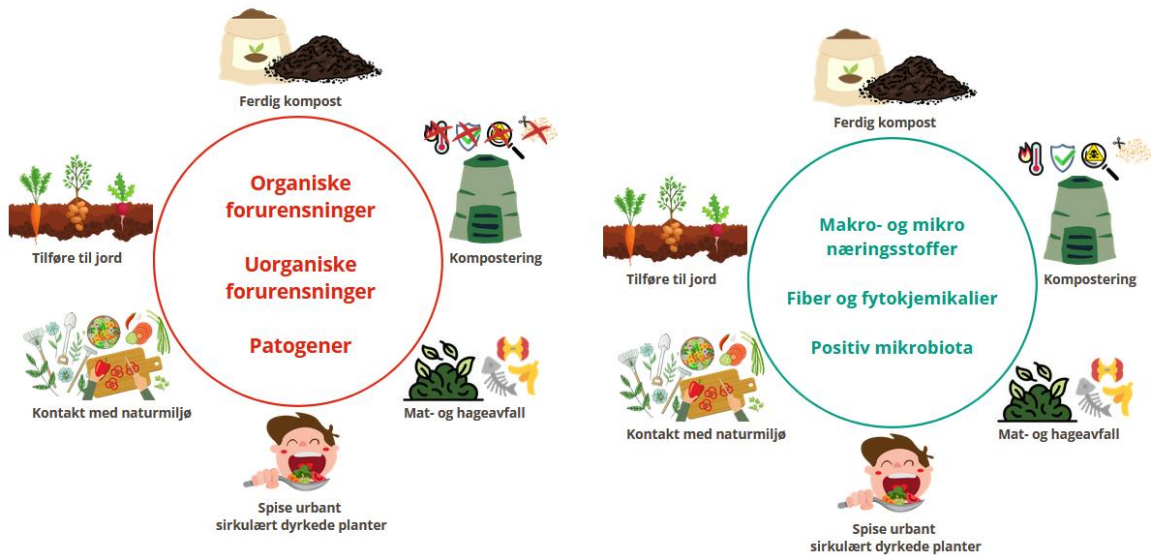 Ferdig kompost
Organiske
forurensninger
Uorganiske
forurensninger
Patogener
Tilføre til jord
Kompostering
Kontakt med naturmiljø
Mat- og hageavfall
Spise urbant
sirkulært dyrkede planter
Ferdig kompost
Makro- og mikro
næringsstoffer
Fiber og fytokjemikalier
Positiv mikrobiota
Tilføre til jord
Kompostering
Kontakt med naturmiljø
Mat- og hageavfall
Spise urbant
sirkulært dyrkede planter